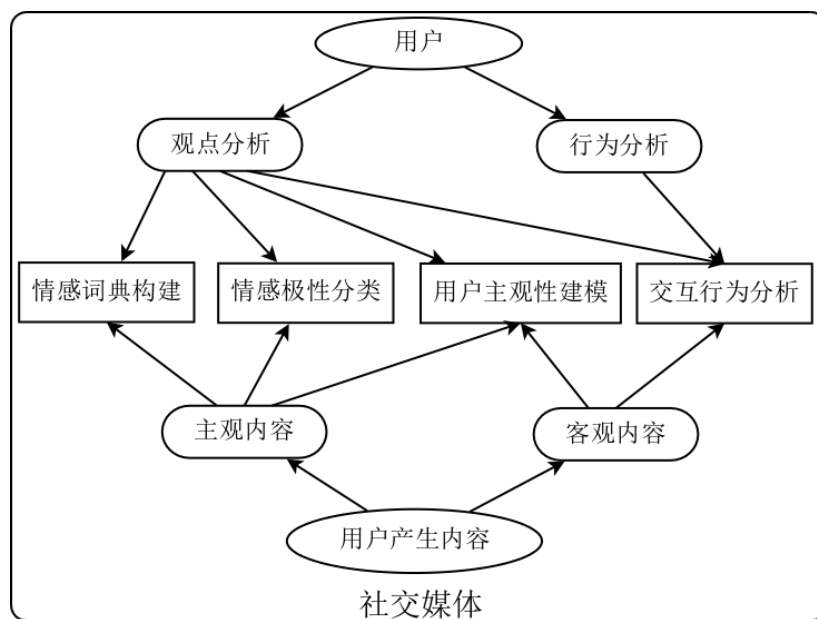 用户
观点分析
行为分析
情感词典构建
情感极性分类
用户主观性建模
交互行为分析
主观内容
客观内容
用户产生内容
社交媒体